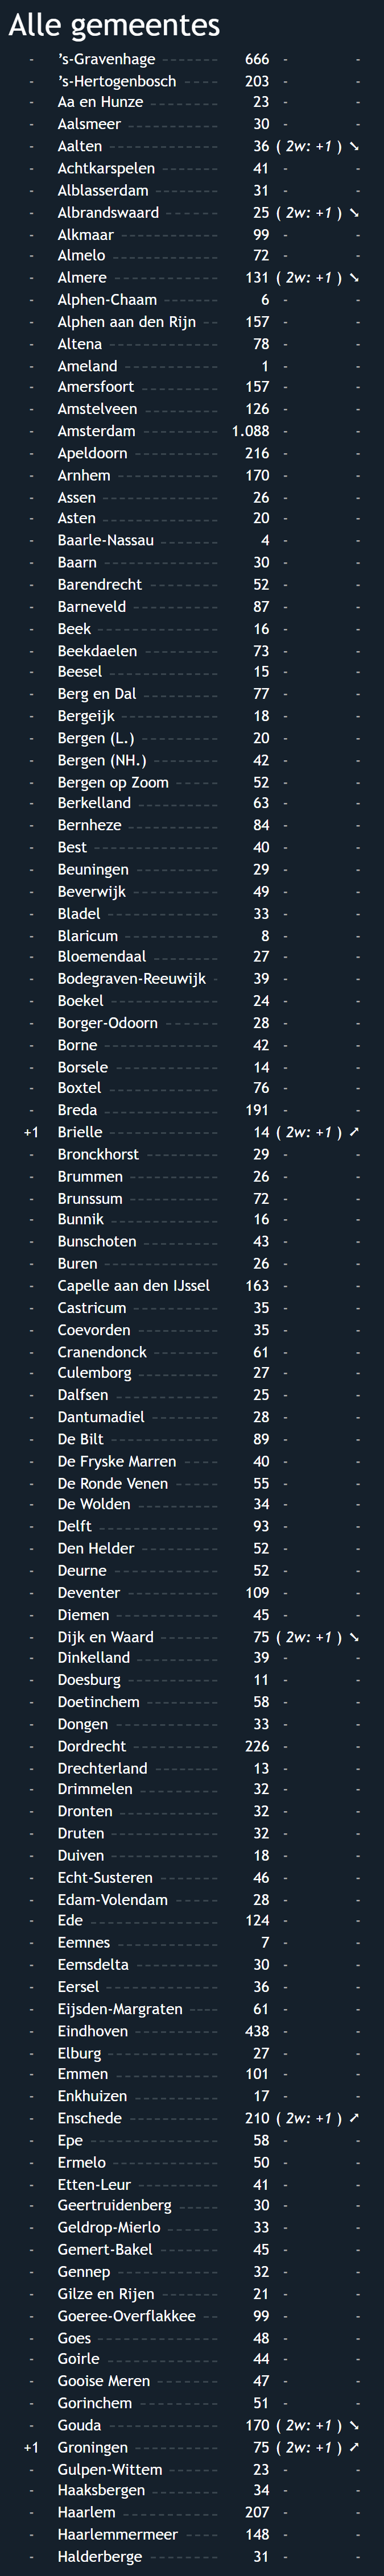 Alle gemeentes
- 's-Gravenhage 666 - -
- 's-Hertogenbosch 203 - -
- Aa en Hunze 23 - -
- Aalsmeer 30 - -
- Aalten 36 ( 2w: +1 ) ➘
- Achtkarspelen 41 - -
- Alblasserdam 31 - -
- Albrandswaard 25 ( 2w: +1 ) ➘
- Alkmaar 99 - -
- Almelo 72 - -
- Almere 131 ( 2w: +1 ) ➘
- Alphen-Chaam 6 - -
- Alphen aan den Rijn 157 - -
- Altena 78 - -
- Ameland 1 - -
- Amersfoort 157 - -
- Amstelveen 126 - -
- Amsterdam 1.088 - -
- Apeldoorn 216 - -
- Arnhem 170 - -
- Assen 26 - -
- Asten 20 - -
- Baarle-Nassau 4 - -
- Baarn 30 - -
- Barendrecht 52 - -
- Barneveld 87 - -
- Beek 16 - -
- Beekdaelen 73 - -
- Beesel 15 - -
- Berg en Dal 77 - -
- Bergeijk 18 - -
- Bergen (L.) 20 - -
- Bergen (NH.) 42 - -
- Bergen op Zoom 52 - -
- Berkelland 63 - -
- Bernheze 84 - -
- Best 40 - -
- Beuningen 29 - -
- Beverwijk 49 - -
- Bladel 33 - -
- Blaricum 8 - -
- Bloemendaal 27 - -
- Bodegraven-Reeuwijk 39 - -
- Boekel 24 - -
- Borger-Odoorn 28 - -
- Borne 42 - -
- Borsele 14 - -
- Boxtel 76 - -
- Breda 191 - -
+1 Brielle 14 ( 2w: +1 ) ➚
- Bronckhorst 29 - -
- Brummen 26 - -
- Brunssum 72 - -
- Bunnik 16 - -
- Bunschoten 43 - -
- Buren 26 - -
- Capelle aan den IJssel 163 - -
- Castricum 35 - -
- Coevorden 35 - -
- Cranendonck 61 - -
- Culemborg 27 - -
- Dalfsen 25 - -
- Dantumadiel 28 - -
- De Bilt 89 - -
- De Fryske Marren 40 - -
- De Ronde Venen 55 - -
- De Wolden 34 - -
- Delft 93 - -
- Den Helder 52 - -
- Deurne 52 - -
- Deventer 109 - -
- Diemen 45 - -
- Dijk en Waard 75 ( 2w: +1 ) ➘
- Dinkelland 39 - -
- Doesburg 11 - -
- Doetinchem 58 - -
- Dongen 33 - -
- Dordrecht 226 - -
- Drechterland 13 - -
- Drimmelen 32 - -
- Dronten 32 - -
- Druten 32 - -
- Duiven 18 - -
- Echt-Susteren 46 - -
- Edam-Volendam 28 - -
- Ede 124 - -
- Eemnes 7 - -
- Eemsdelta 30 - -
- Eersel 36 - -
- Eijsden-Margraten 61 - -
- Eindhoven 438 - -
- Elburg 27 - -
- Emmen 101 - -
- Enkhuizen 17 - -
- Enschede 210 ( 2w: +1 ) ➚
- Epe 58 - -
- Ermelo 50 - -
- Etten-Leur 41 - -
- Geertruidenberg 30 - -
- Geldrop-Mierlo 33 - -
- Gemert-Bakel 45 - -
- Gennep 32 - -
- Gilze en Rijen 21 - -
- Goeree-Overflakkee 99 - -
- Goes 48 - -
- Goirle 44 - -
- Gooise Meren 47 - -
- Gorinchem 51 - -
- Gouda 170 ( 2w: +1 ) ➘
+1 Groningen 75 ( 2w: +1 ) ➚
- Gulpen-Wittem 23 - -
- Haaksbergen 34 - -
- Haarlem 207 - -
- Haarlemmermeer 148 - -
- Halderberge 31 - -